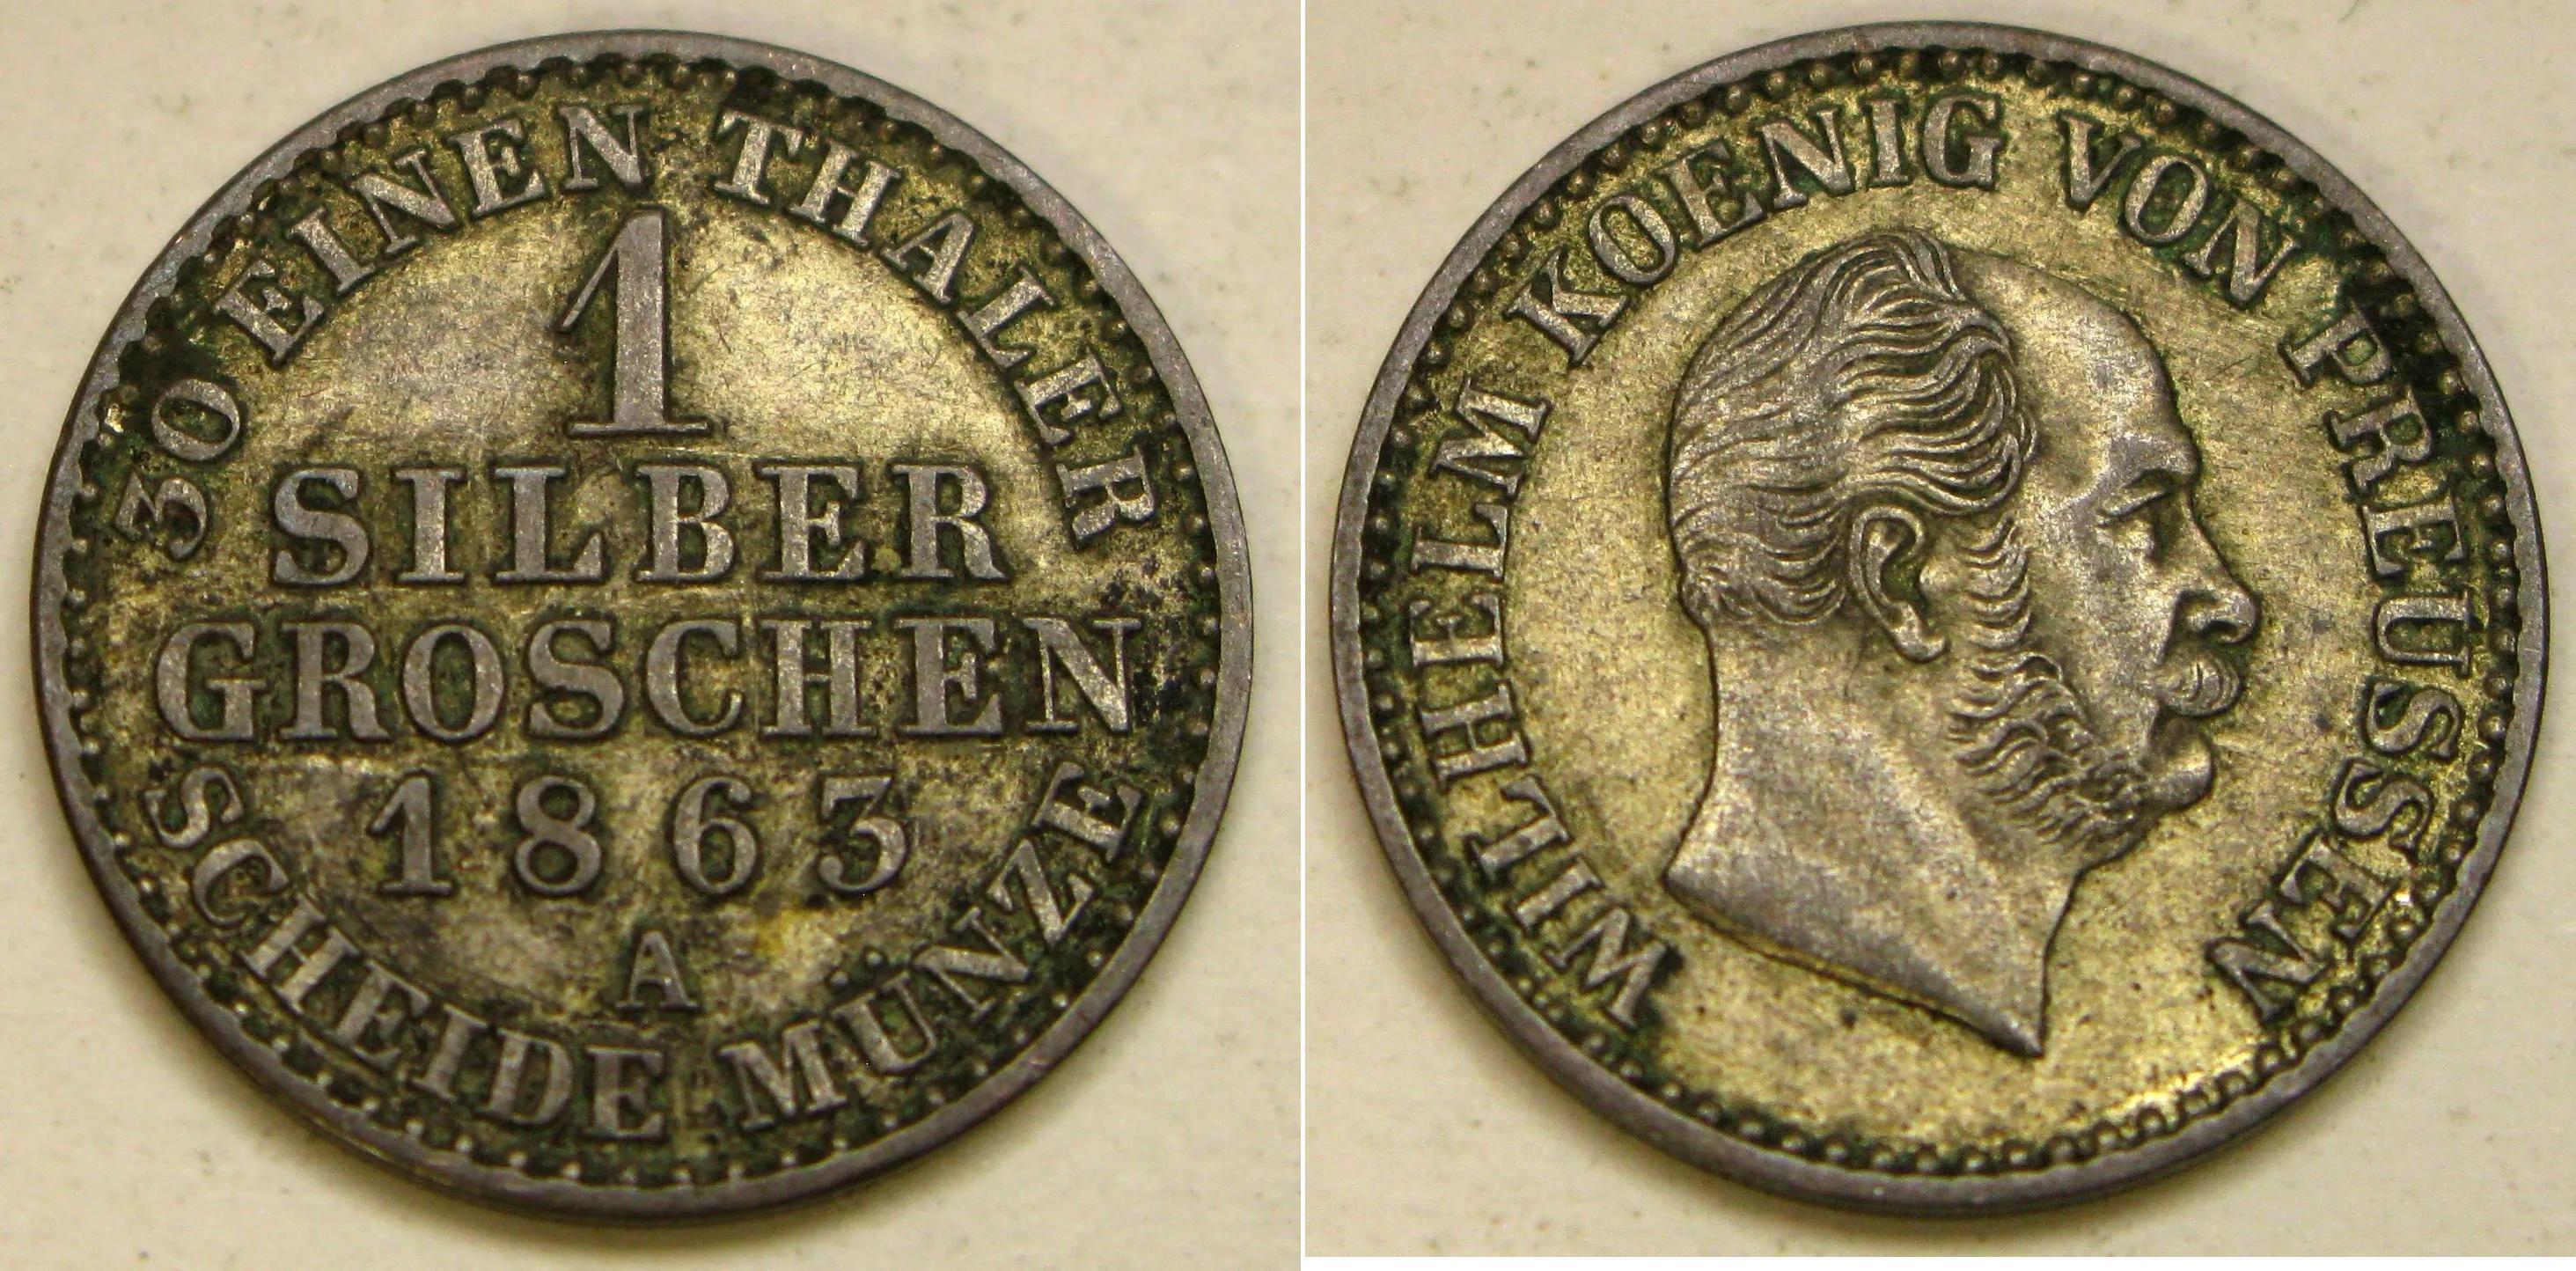 30 EINEN THALER
1
SILBER
GROSCHEN
1863
A
SCHEIDE MÜNZE
WILHELM KOENIG VON PREUSSEN